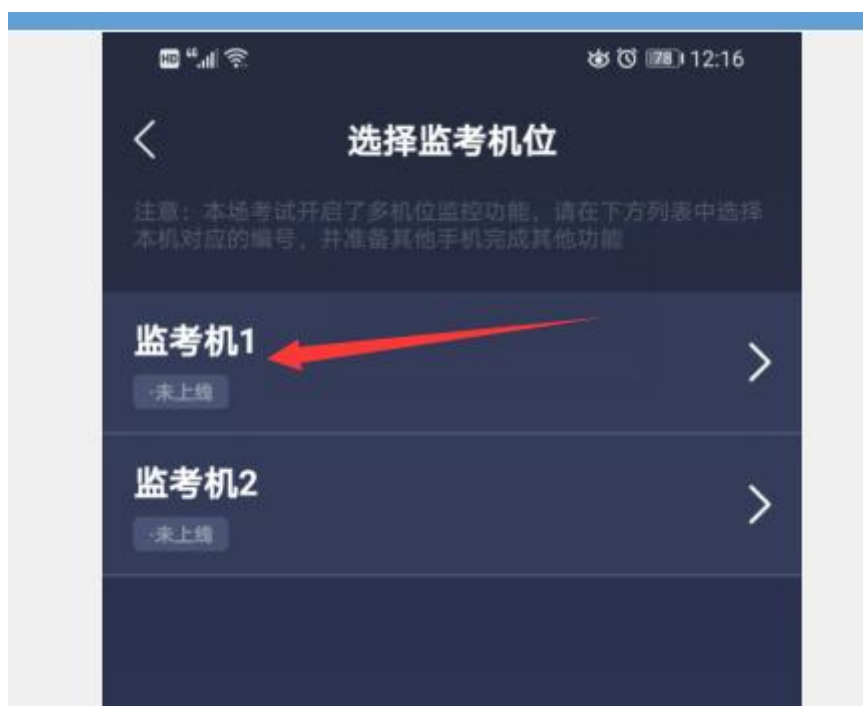 HD 78 12:16
选择监考机位
注意：本场考试开启了多机位监控功能，请在下方列表中选择
本机对应的编号，并准备其他手机完成其他功能
监考机1
·未上线
监考机2
·未上线